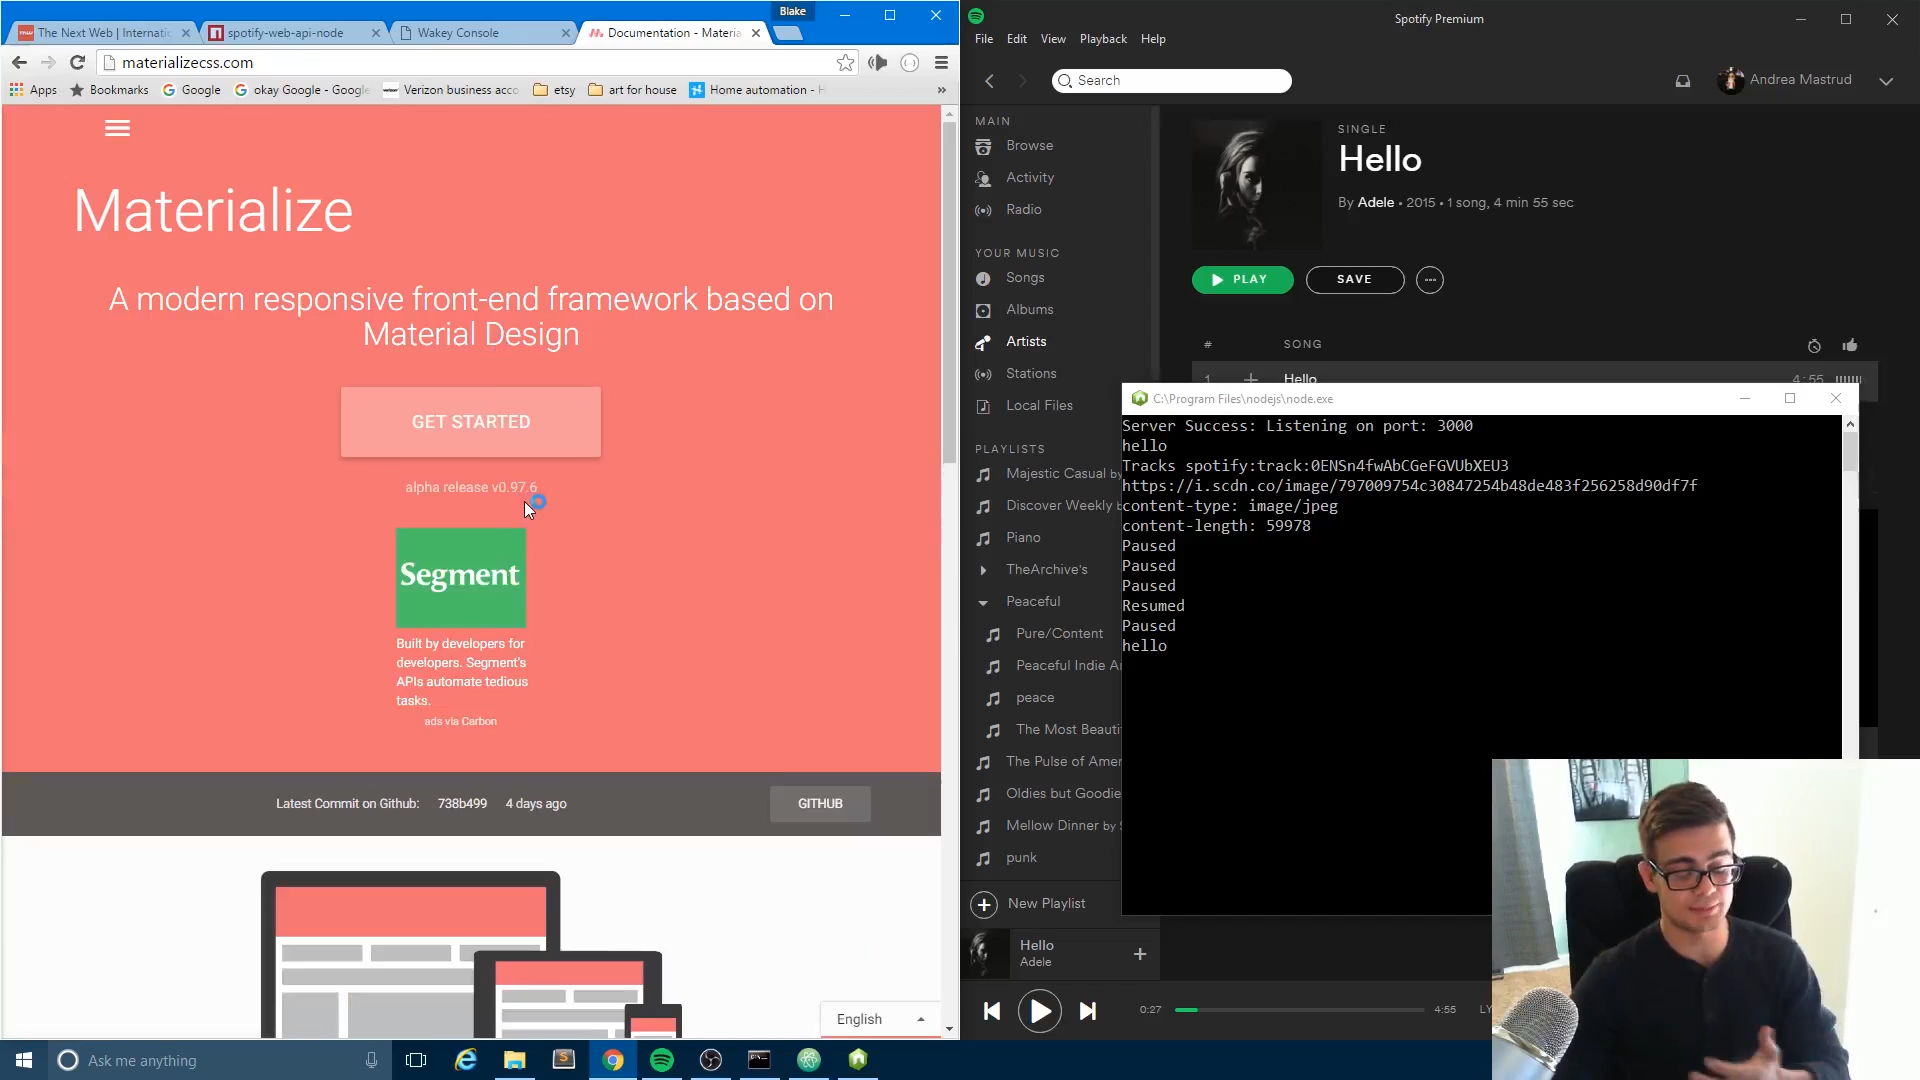 Blake
The Next Web | Internatio
spotify-web-api-node
Wakey Console
Documentation - Materia
materializecss.com
Apps
Bookmarks
Google
okay Google - Google
Verizon business acco
etsy
art for house
Home automation - H
»
Materialize
A modern responsive front-end framework based on
Material Design
GET STARTED
alpha release v0.97.6
Segment
Built by developers for
developers. Segment's
APIs automate tedious
tasks.
ads via Carbon
Latest Commit on Github: 738b499 4 days ago
GITHUB
English
Spotify Premium
File Edit View Playback Help
Search
Andrea Mastrud
MAIN
Browse
Activity
Radio
YOUR MUSIC
Songs
Albums
Artists
Stations
Local Files
PLAYLISTS
Majestic Casual by
Discover Weekly b
Piano
TheArchive's
Peaceful
Pure/Content
Peaceful Indie A
peace
The Most Beauti
The Pulse of Amer
Oldies but Goodie
Mellow Dinner by S
punk
New Playlist
Hello
Adele
SINGLE
Hello
By Adele • 2015 • 1 song, 4 min 55 sec
PLAY
SAVE
# SONG
1 Hello 4:55
C:\Program Files\nodejs\node.exe
Server Success: Listening on port: 3000
hello
Tracks spotify:track:0ENSn4fwAbCGeFGVUbXEU3
https://i.scdn.co/image/797009754c30847254b48de483f256258d90df7f
content-type: image/jpeg
content-length: 59978
Paused
Paused
Paused
Resumed
Paused
hello
0:27
4:55
LY
Ask me anything